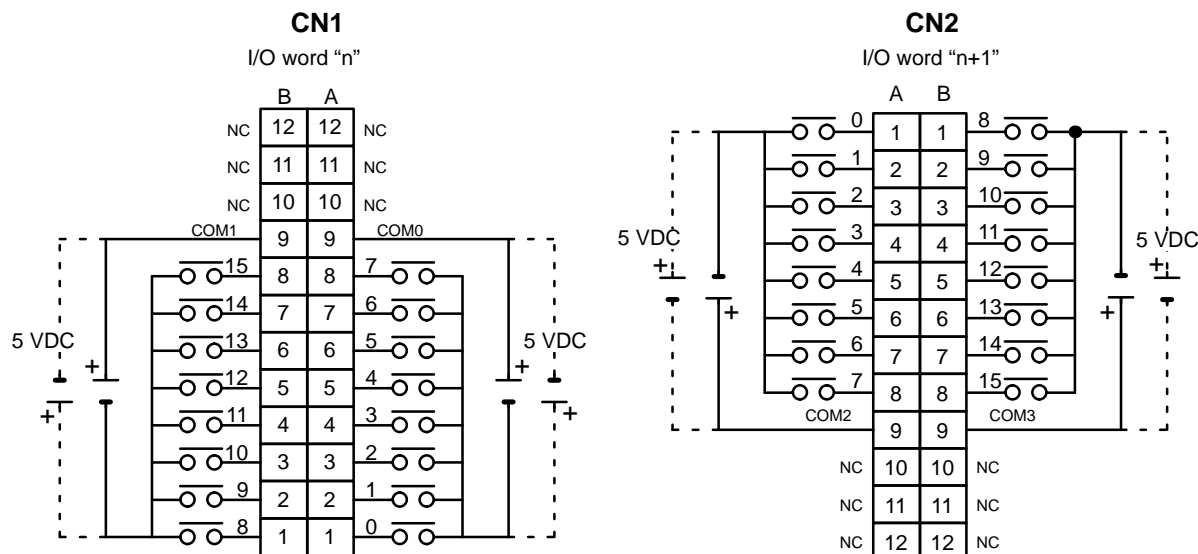 CN1
I/O word “n”
B A
NC 12 12 NC
NC 11 11 NC
NC 10 10 NC
COM1 9 9 COM0
15 8 8 7
14 7 7 6
13 6 6 5
12 5 5 4
11 4 4 3
10 3 3 2
9 2 2 1
8 1 1 0
5 VDC
+
+
5 VDC
+
+
CN2
I/O word “n+1”
A B
0 1 1 8
1 2 2 9
2 3 3 10
3 4 4 11
4 5 5 12
5 6 6 13
6 7 7 14
7 8 8 15
COM2 9 9 COM3
NC 10 10 NC
NC 11 11 NC
NC 12 12 NC
5 VDC
+
+
5 VDC
+
+